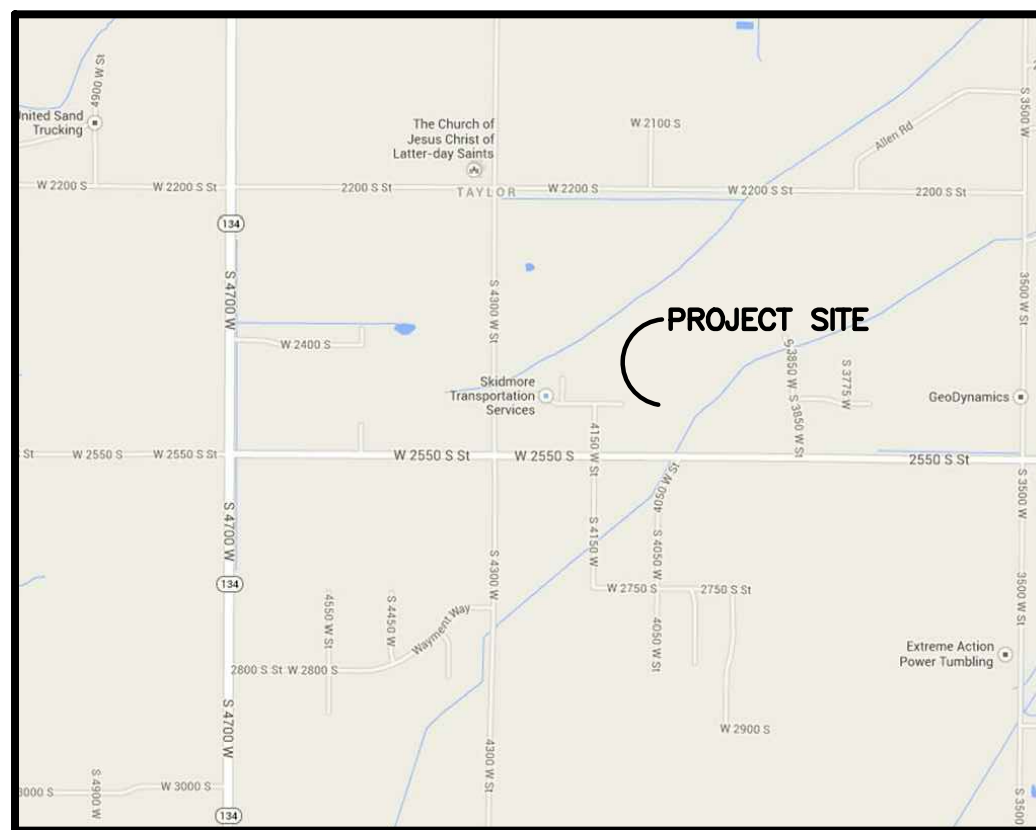 4900 W St
United Sand
Trucking
The Church of
Jesus Christ of
Latter-day Saints
W 2100 S
Allen Rd
S 3500 W
W 2200 S
W 2200 S St
2200 S St
TAYLOR
W 2200 S
W 2200 S St
2200 S St
134
S 4700 W
S 4300 W
3500 W St
PROJECT SITE
W 2400 S
S 3850 W
S 3850 W St
S 3775 W
Skidmore
Transportation
Services
GeoDynamics
St
W 2550 S
W 2550 S St
W 2550 S St
W 2550 S
2550 S St
4150 W St
4050 W St
S 3500 W
S 4700 W
S 4150 W
S 4050 W
S 4300 W
134
W 2750 S
2750 S St
3500 W St
4550 W St
S 4450 W
Wayment Way
4050 W St
Extreme Action
Power Tumbling
2800 S St
W 2800 S
S 4700 W
W 2900 S
4300 W St
3000 S
S 4900 W
W 3000 S
S 3500
134